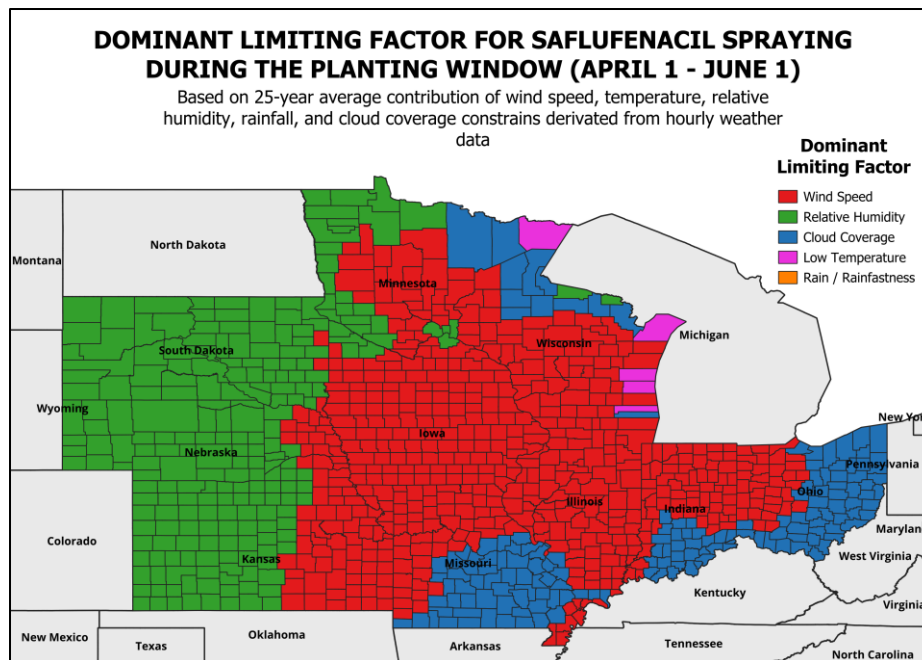 DOMINANT LIMITING FACTOR FOR SAFLUFENACIL SPRAYING
DURING THE PLANTING WINDOW (APRIL 1 - JUNE 1)
Based on 25-year average contribution of wind speed, temperature, relative
humidity, rainfall, and cloud coverage constrains derivated from hourly weather
data
Dominant
Limiting Factor
Wind Speed
Relative Humidity
Cloud Coverage
Low Temperature
Rain / Rainfastness
North Dakota
Montana
Minnesota
Michigan
Wisconsin
South Dakota
Wyoming
New Yo
Iowa
Nebraska
Pennsylvania
Ohio
Illinois
Indiana
Marylan
Colorado
Kansas
Missouri
West Virginia
Kentucky
Virginia
New Mexico
Texas
Oklahoma
Arkansas
Tennessee
North Carolina